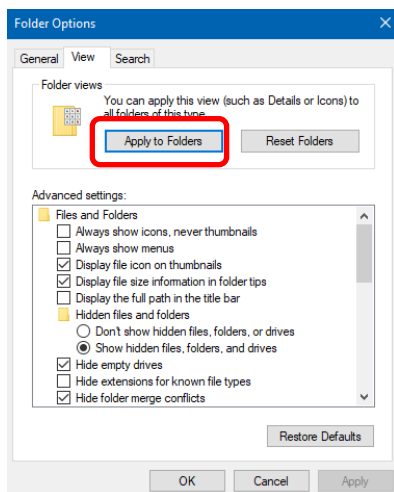 Folder Options
General View Search
Folder views
You can apply this view (such as Details or Icons) to
all folders of this type.
Apply to Folders Reset Folders
Advanced settings:
Files and Folders
Always show icons, never thumbnails
Always show menus
Display file icon on thumbnails
Display file size information in folder tips
Display the full path in the title bar
Hidden files and folders
Don't show hidden files, folders, or drives
Show hidden files, folders, and drives
Hide empty drives
Hide extensions for known file types
Hide folder merge conflicts
Restore Defaults
OK Cancel Apply